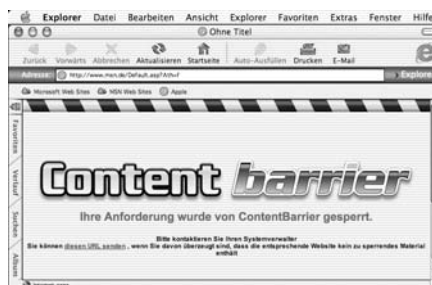 Explorer Datei Bearbeiten Ansicht Explorer Favoriten Extras Fenster Hilfe
Ohne Titel
Zurück Vorwärts Abbrechen Aktualisieren Startseite Auto-Ausfüllen Drucken E-Mail
Adresse: http://www.msn.de/Default.asp?Ath=f
Microsoft Web Sites MSN Web Sites Apple
Favoriten
Verlauf
Suchen
Album
Content barrier
Ihre Anforderung wurde von ContentBarrier gesperrt.
Bitte kontaktieren Sie Ihren Systemverwalter
Sie können diesen URL senden , wenn Sie davon überzeugt sind, dass die entsprechende Website kein zu sperrendes Material
enthält